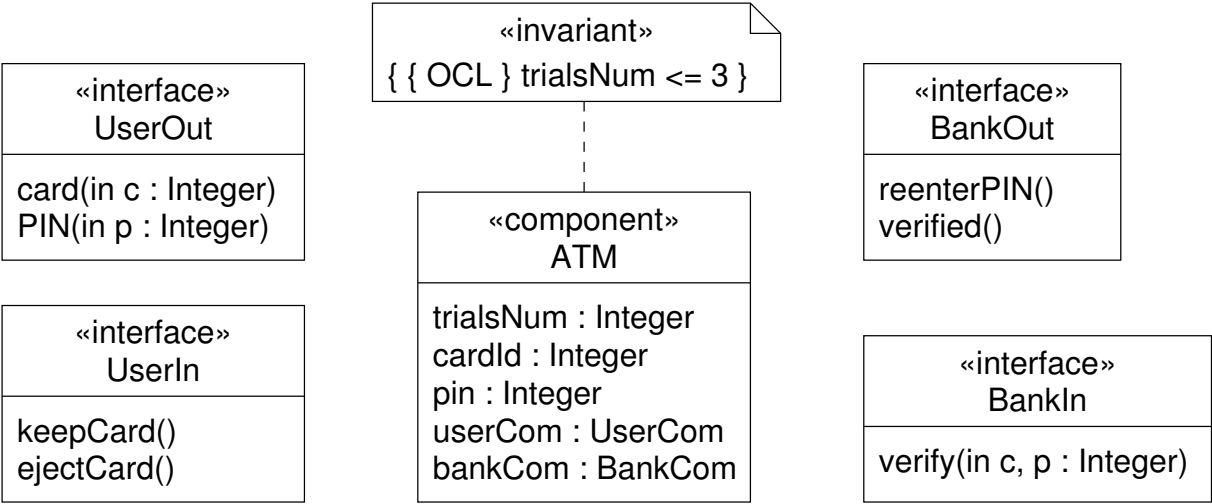 «invariant»
{ { OCL } trialsNum <= 3 }
«interface»
UserOut
card(in c : Integer)
PIN(in p : Integer)
«interface»
UserIn
keepCard()
ejectCard()
«component»
ATM
trialsNum : Integer
cardId : Integer
pin : Integer
userCom : UserCom
bankCom : BankCom
«interface»
BankOut
reenterPIN()
verified()
«interface»
BankIn
verify(in c, p : Integer)